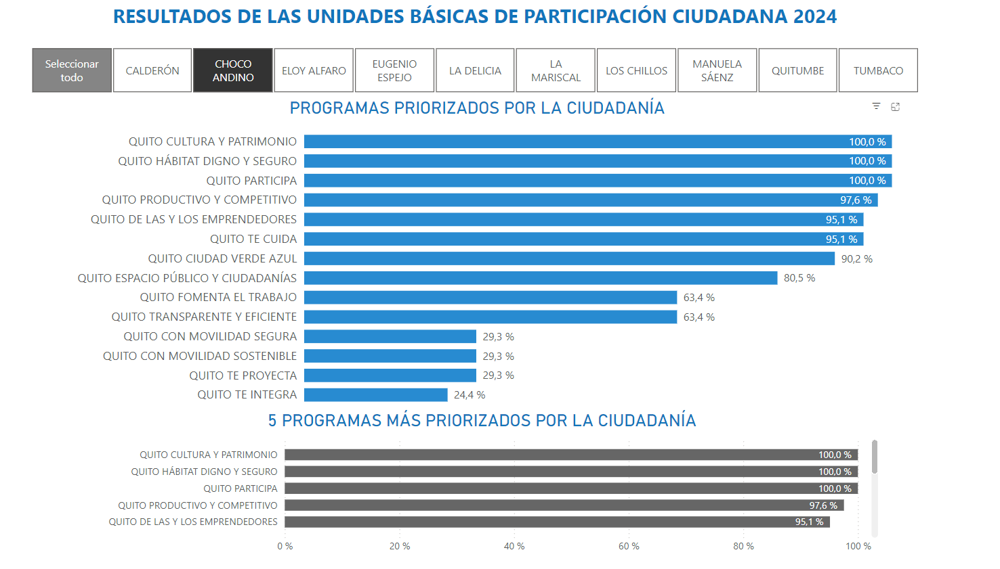 RESULTADOS DE LAS UNIDADES BÁSICAS DE PARTICIPACIÓN CIUDADANA 2024
Seleccionar todo
CALDERÓN
CHOCO ANDINO
ELOY ALFARO
EUGENIO ESPEJO
LA DELICIA
LA MARISCAL
LOS CHILLOS
MANUELA SÁENZ
QUITUMBE
TUMBACO
PROGRAMAS PRIORIZADOS POR LA CIUDADANÍA
QUITO CULTURA Y PATRIMONIO 100,0 %
QUITO HÁBITAT DIGNO Y SEGURO 100,0 %
QUITO PARTICIPA 100,0 %
QUITO PRODUCTIVO Y COMPETITIVO 97,6 %
QUITO DE LAS Y LOS EMPRENDEDORES 95,1 %
QUITO TE CUIDA 95,1 %
QUITO CIUDAD VERDE AZUL 90,2 %
QUITO ESPACIO PÚBLICO Y CIUDADANÍAS 80,5 %
QUITO FOMENTA EL TRABAJO 63,4 %
QUITO TRANSPARENTE Y EFICIENTE 63,4 %
QUITO CON MOVILIDAD SEGURA 29,3 %
QUITO CON MOVILIDAD SOSTENIBLE 29,3 %
QUITO TE PROYECTA 29,3 %
QUITO TE INTEGRA 24,4 %
5 PROGRAMAS MÁS PRIORIZADOS POR LA CIUDADANÍA
QUITO CULTURA Y PATRIMONIO 100,0 %
QUITO HÁBITAT DIGNO Y SEGURO 100,0 %
QUITO PARTICIPA 100,0 %
QUITO PRODUCTIVO Y COMPETITIVO 97,6 %
QUITO DE LAS Y LOS EMPRENDEDORES 95,1 %
0 % 20 % 40 % 60 % 80 % 100 %